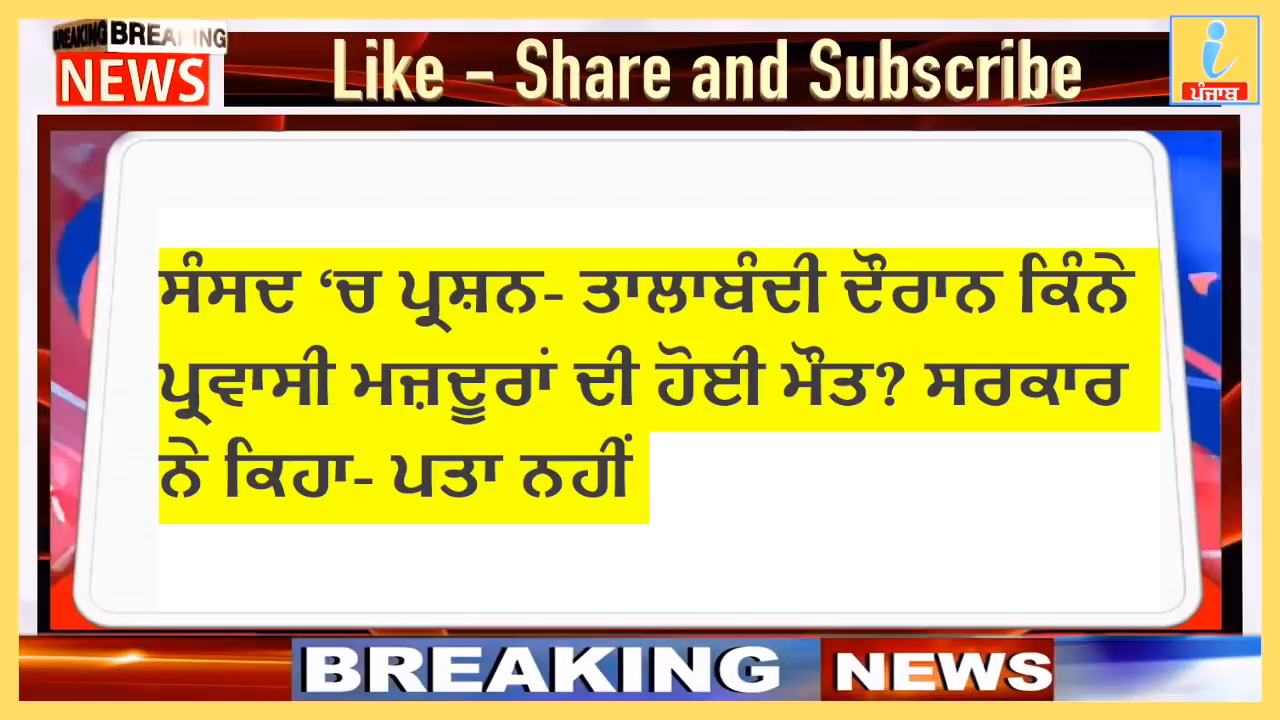 BREAKING BREAKING
NEWS
Like – Share and Subscribe
i
ਪੰਜਾਬ
ਸੰਸਦ ‘ਚ ਪ੍ਰਸ਼ਨ- ਤਾਲਾਬੰਦੀ ਦੌਰਾਨ ਕਿੰਨੇ
ਪ੍ਰਵਾਸੀ ਮਜ਼ਦੂਰਾਂ ਦੀ ਹੋਈ ਮੌਤ? ਸਰਕਾਰ
ਨੇ ਕਿਹਾ- ਪਤਾ ਨਹੀਂ
BREAKING NEWS